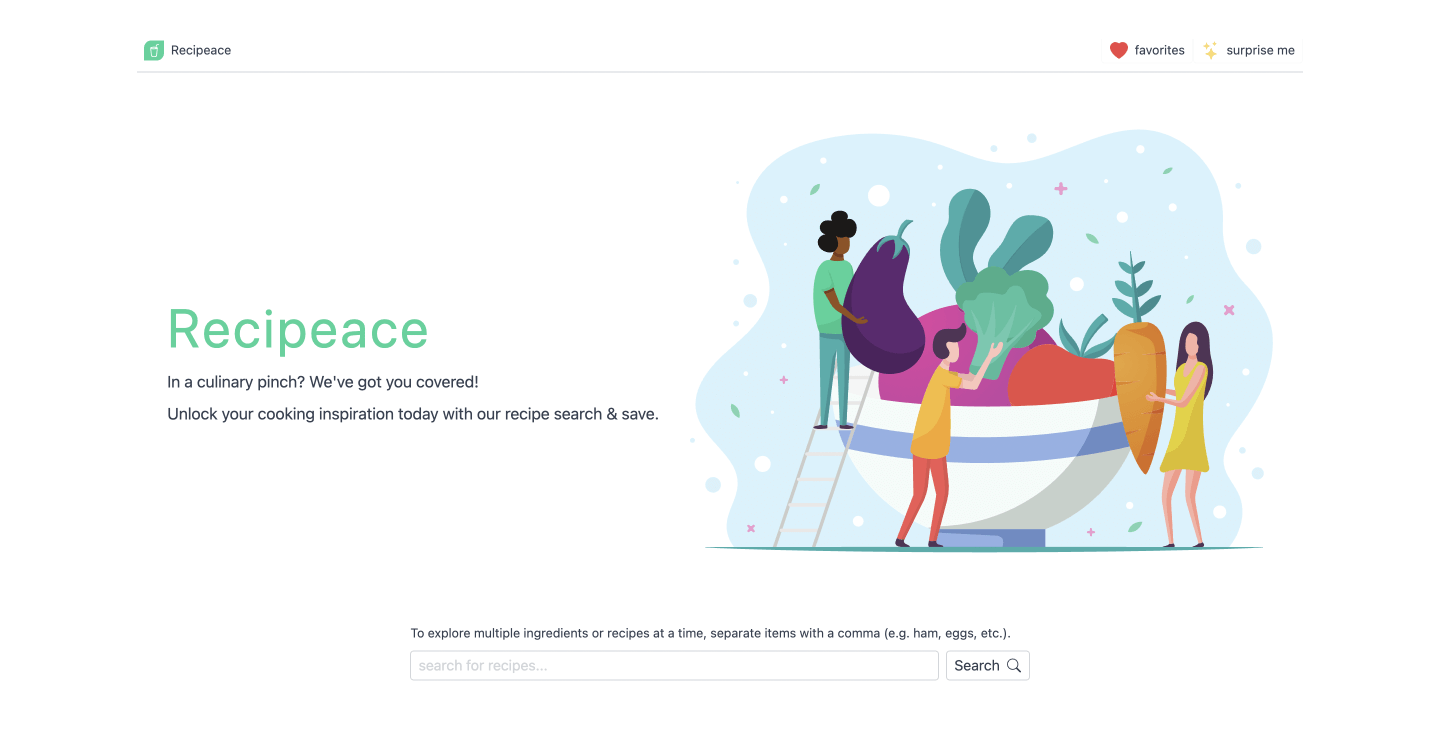 Recipeace
favorites
surprise me
Recipeace
In a culinary pinch? We've got you covered!
Unlock your cooking inspiration today with our recipe search & save.
To explore multiple ingredients or recipes at a time, separate items with a comma (e.g. ham, eggs, etc.).
search for recipes...
Search